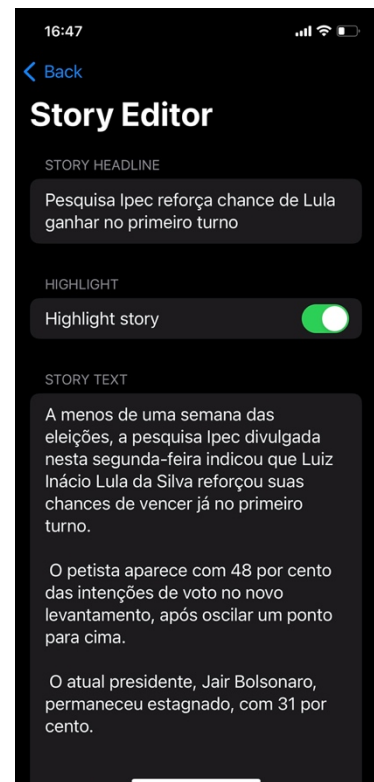 16:47
Back
Story Editor
STORY HEADLINE
Pesquisa Ipec reforça chance de Lula
ganhar no primeiro turno
HIGHLIGHT
Highlight story
STORY TEXT
A menos de uma semana das
eleições, a pesquisa Ipec divulgada
nesta segunda-feira indicou que Luiz
Inácio Lula da Silva reforçou suas
chances de vencer já no primeiro
turno.
O petista aparece com 48 por cento
das intenções de voto no novo
levantamento, após oscilar um ponto
para cima.
O atual presidente, Jair Bolsonaro,
permaneceu estagnado, com 31 por
cento.